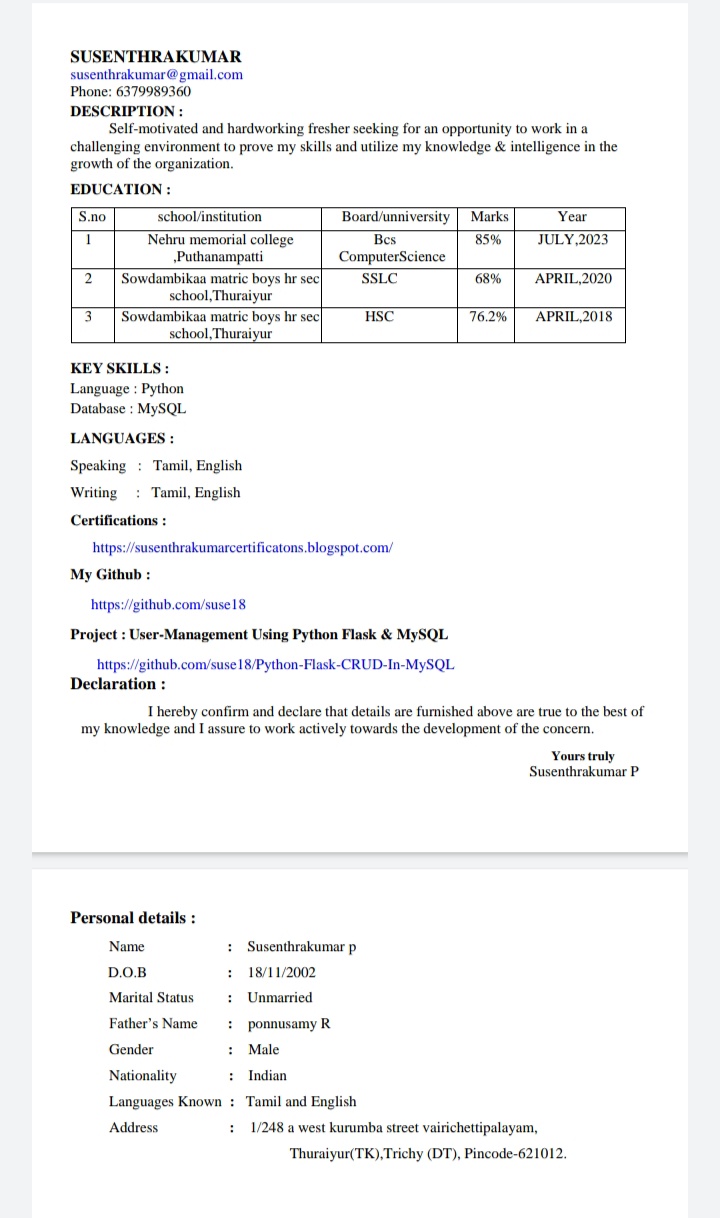 SUSENTHRAKUMAR
susenthrakumar@gmail.com
Phone: 6379989360
DESCRIPTION :
Self-motivated and hardworking fresher seeking for an opportunity to work in a
challenging environment to prove my skills and utilize my knowledge & intelligence in the
growth of the organization.
EDUCATION :
S.no school/institution Board/unniversity Marks Year
1 Nehru memorial college Bcs 85% JULY,2023
,Puthanampatti ComputerScience
2 Sowdambikaa matric boys hr sec SSLC 68% APRIL,2020
school,Thuraiyur
3 Sowdambikaa matric boys hr sec HSC 76.2% APRIL,2018
school,Thuraiyur
KEY SKILLS :
Language : Python
Database : MySQL
LANGUAGES :
Speaking : Tamil, English
Writing : Tamil, English
Certifications :
https://susenthrakumarcertificatons.blogspot.com/
My Github :
https://github.com/suse18
Project : User-Management Using Python Flask & MySQL
https://github.com/suse18/Python-Flask-CRUD-In-MySQL
Declaration :
I hereby confirm and declare that details are furnished above are true to the best of
my knowledge and I assure to work actively towards the development of the concern.
Yours truly
Susenthrakumar P
Personal details :
Name : Susenthrakumar p
D.O.B : 18/11/2002
Marital Status : Unmarried
Father's Name : ponnusamy R
Gender : Male
Nationality : Indian
Languages Known : Tamil and English
Address : 1/248 a west kurumba street vairichettipalayam,
Thuraiyur(TK),Trichy (DT), Pincode-621012.